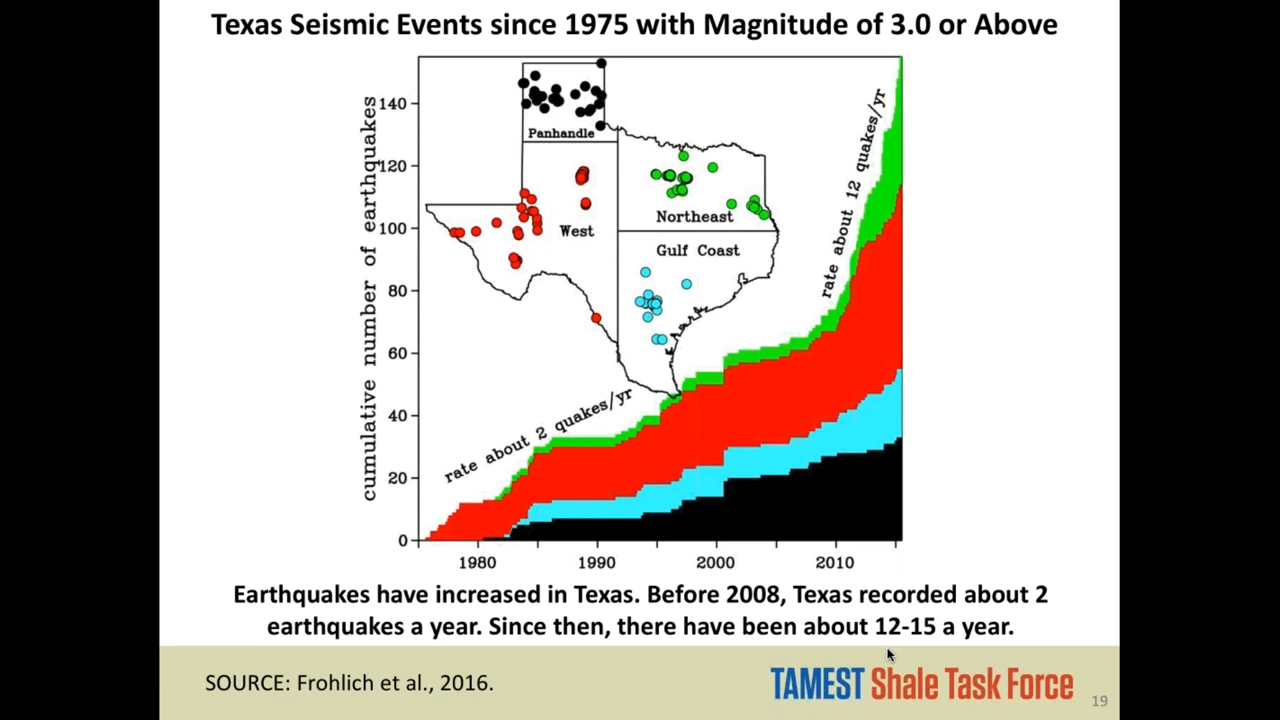 Texas Seismic Events since 1975 with Magnitude of 3.0 or Above
cumulative number of earthquakes
140
120
100
80
60
40
20
0
Panhandle
West
Northeast
Gulf Coast
rate about 2 quakes/yr
rate about 12 quakes/yr
1980 1990 2000 2010
Earthquakes have increased in Texas. Before 2008, Texas recorded about 2
earthquakes a year. Since then, there have been about 12-15 a year.
SOURCE: Frohlich et al., 2016.
TAMEST Shale Task Force
19